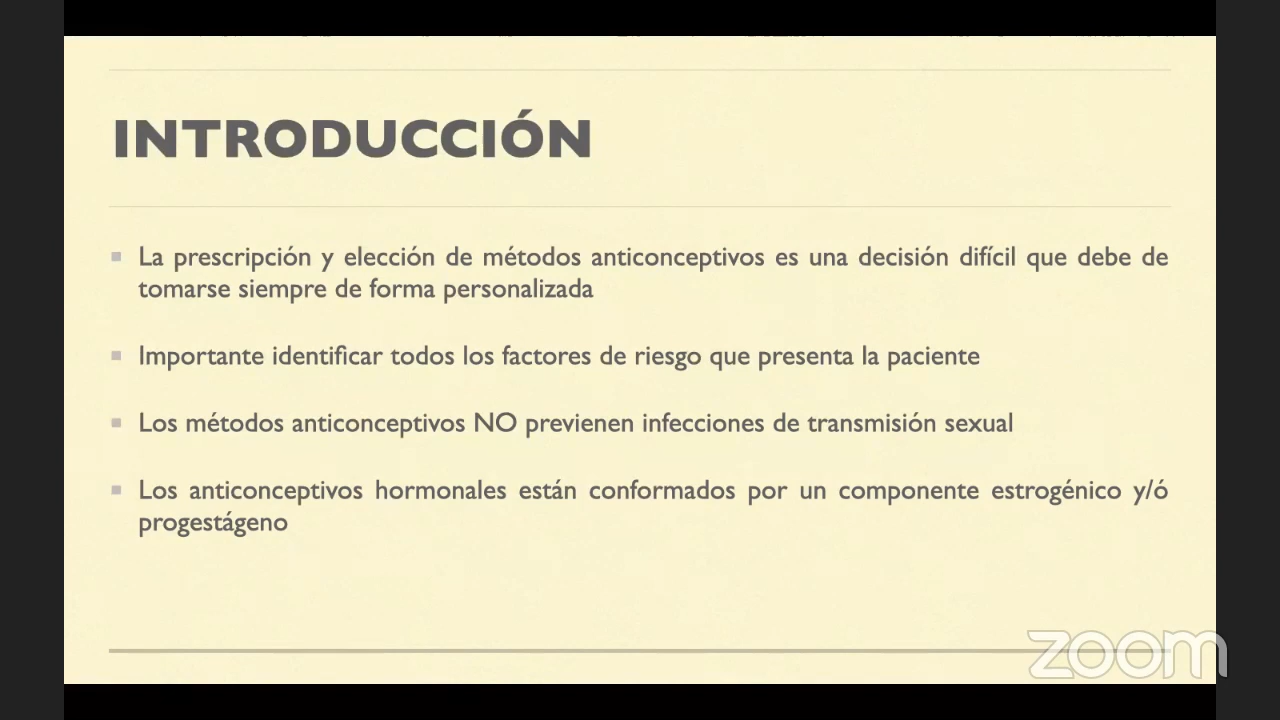 INTRODUCCIÓN
La prescripción y elección de métodos anticonceptivos es una decisión difícil que debe de
tomarse siempre de forma personalizada
Importante identificar todos los factores de riesgo que presenta la paciente
Los métodos anticonceptivos NO previenen infecciones de transmisión sexual
Los anticonceptivos hormonales están conformados por un componente estrogénico y/ó
progestágeno
zoom